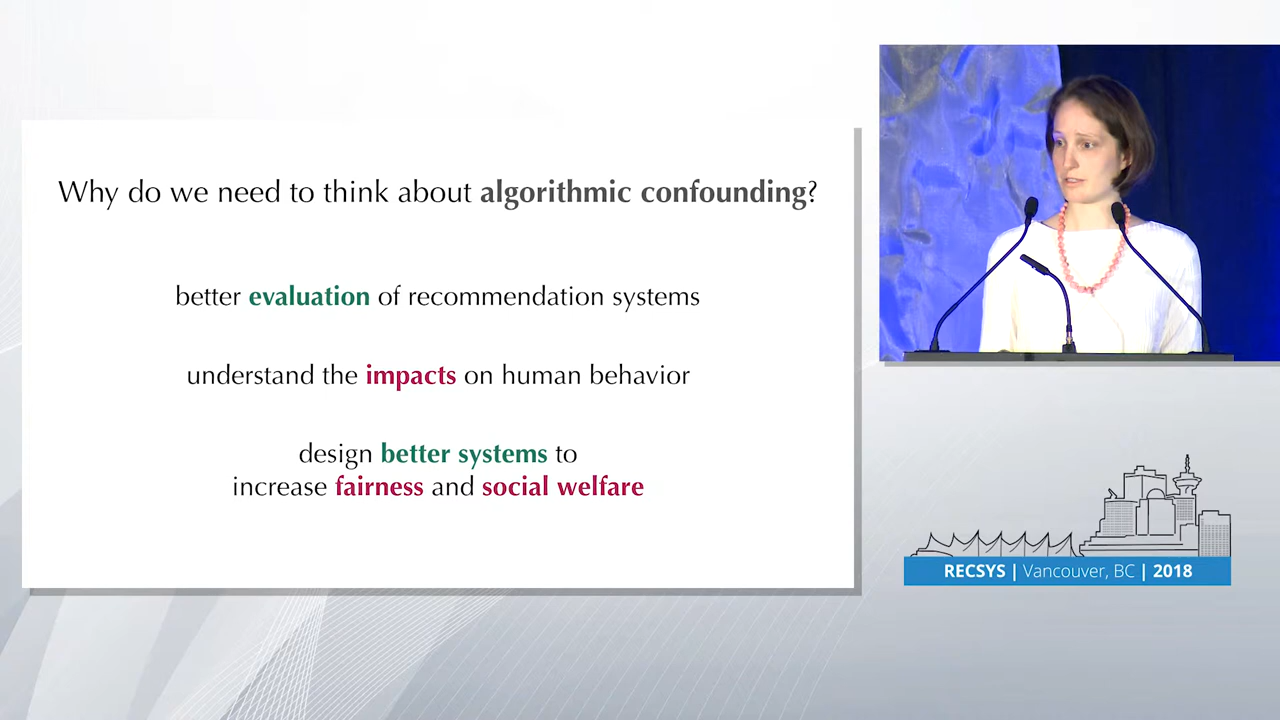 Why do we need to think about algorithmic confounding?
better evaluation of recommendation systems
understand the impacts on human behavior
design better systems to
increase fairness and social welfare
RECSYS | Vancouver, BC | 2018